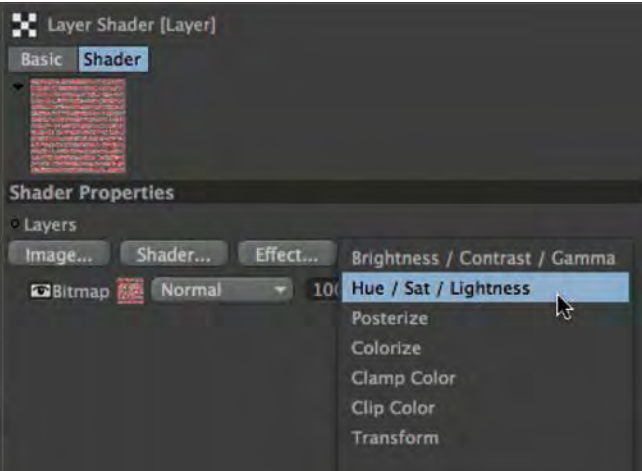 Layer Shader [Layer]
Basic Shader
Shader Properties
Layers
Image... Shader... Effect...
Bitmap Normal 100
Brightness / Contrast / Gamma
Hue / Sat / Lightness
Posterize
Colorize
Clamp Color
Clip Color
Transform